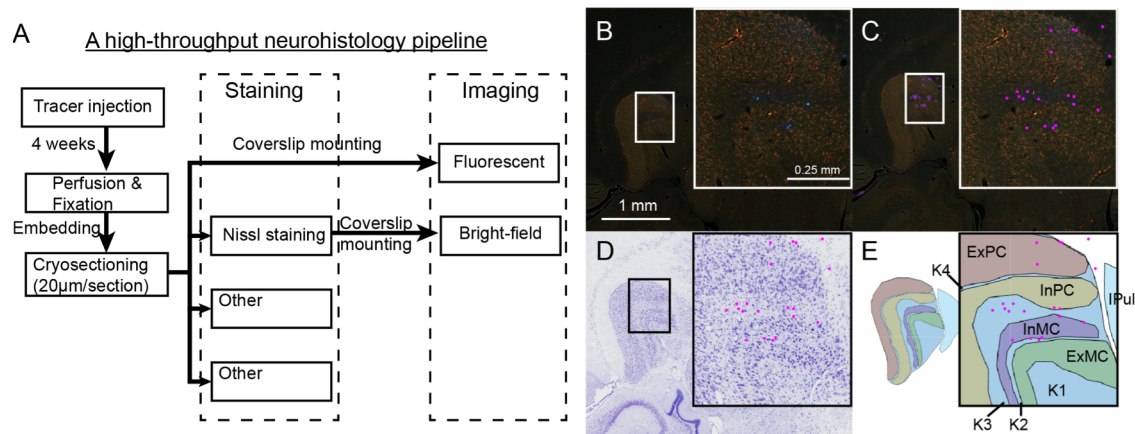 A
A high-throughput neurohistology pipeline
Staining
Imaging
Tracer injection
4 weeks
Perfusion &
Fixation
Embedding
Cryosectioning
(20µm/section)
Coverslip mounting
Fluorescent
Nissl staining
Coverslip
mounting
Bright-field
Other
Other
B
0.25 mm
1 mm
C
D
E
ExPC
K4
InPC
lPul
InMC
ExMC
K1
K3
K2